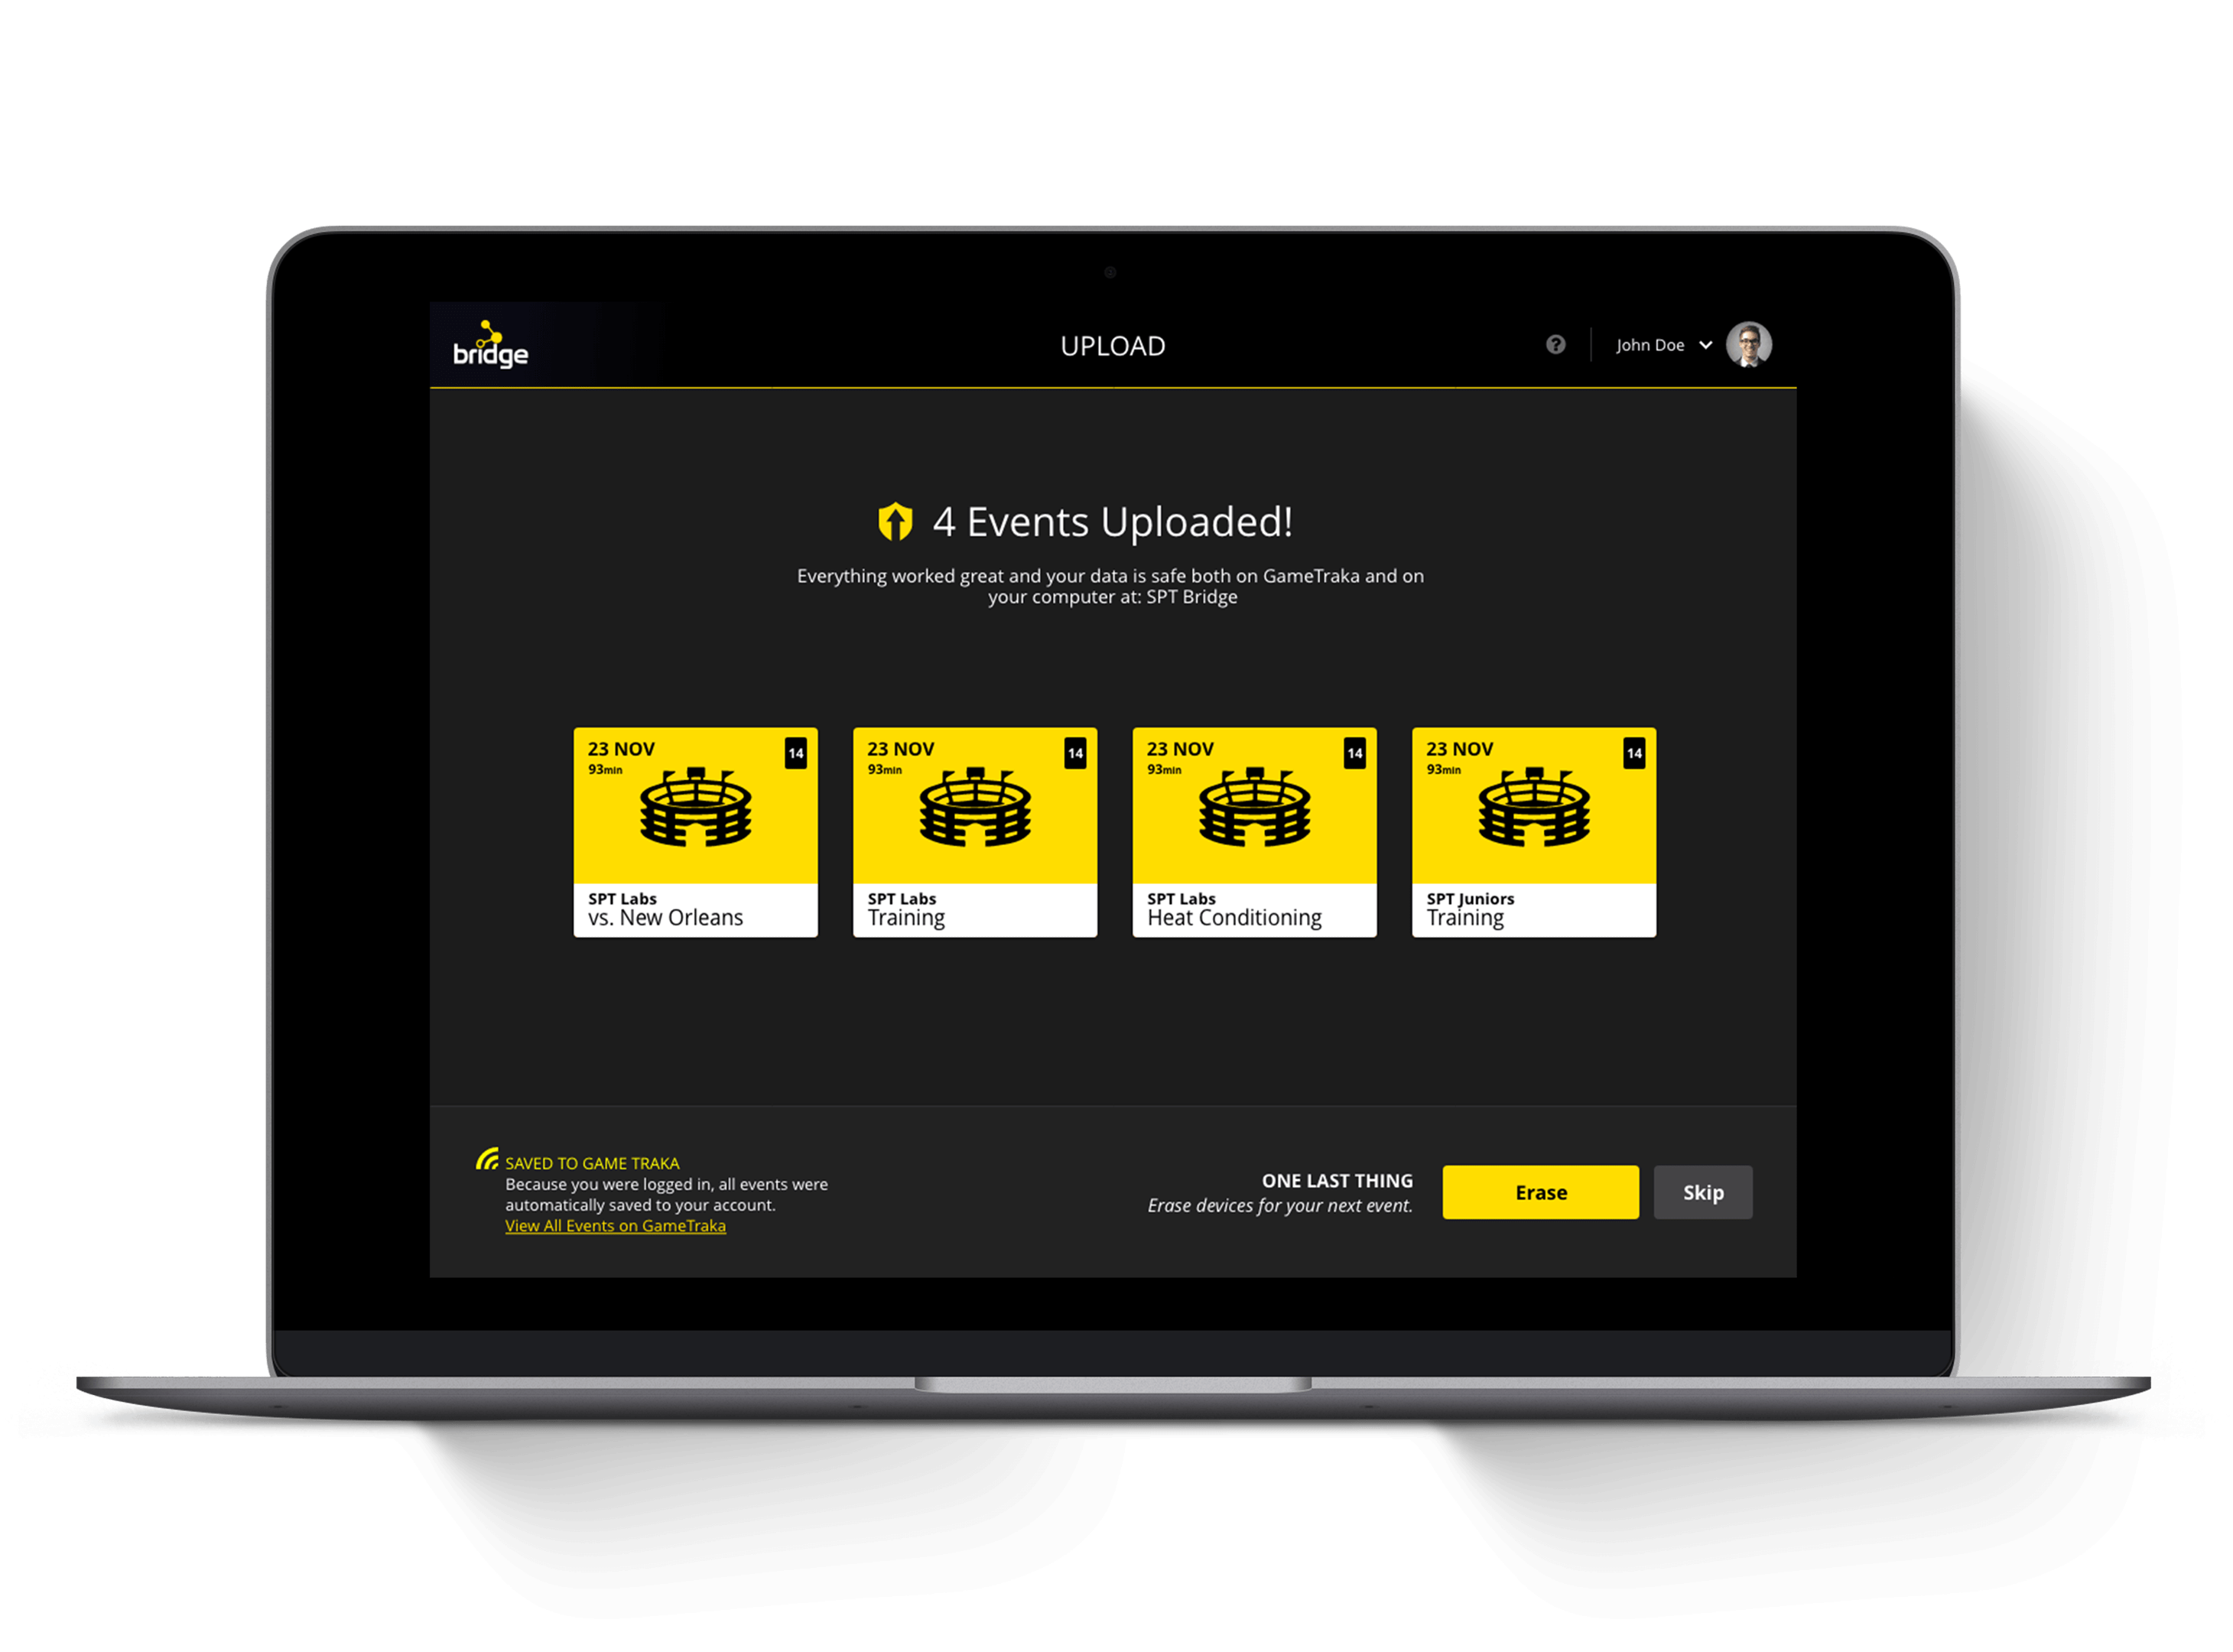 bridge
UPLOAD
?
John Doe
4 Events Uploaded!
Everything worked great and your data is safe both on GameTraka and on
your computer at: SPT Bridge
23 NOV
14
93min
SPT Labs
vs. New Orleans
23 NOV
14
93min
SPT Labs
Training
23 NOV
14
93min
SPT Labs
Heat Conditioning
23 NOV
14
93min
SPT Juniors
Training
SAVED TO GAME TRAKA
Because you were logged in, all events were
automatically saved to your account.
View All Events on GameTraka
ONE LAST THING
Erase devices for your next event.
Erase
Skip